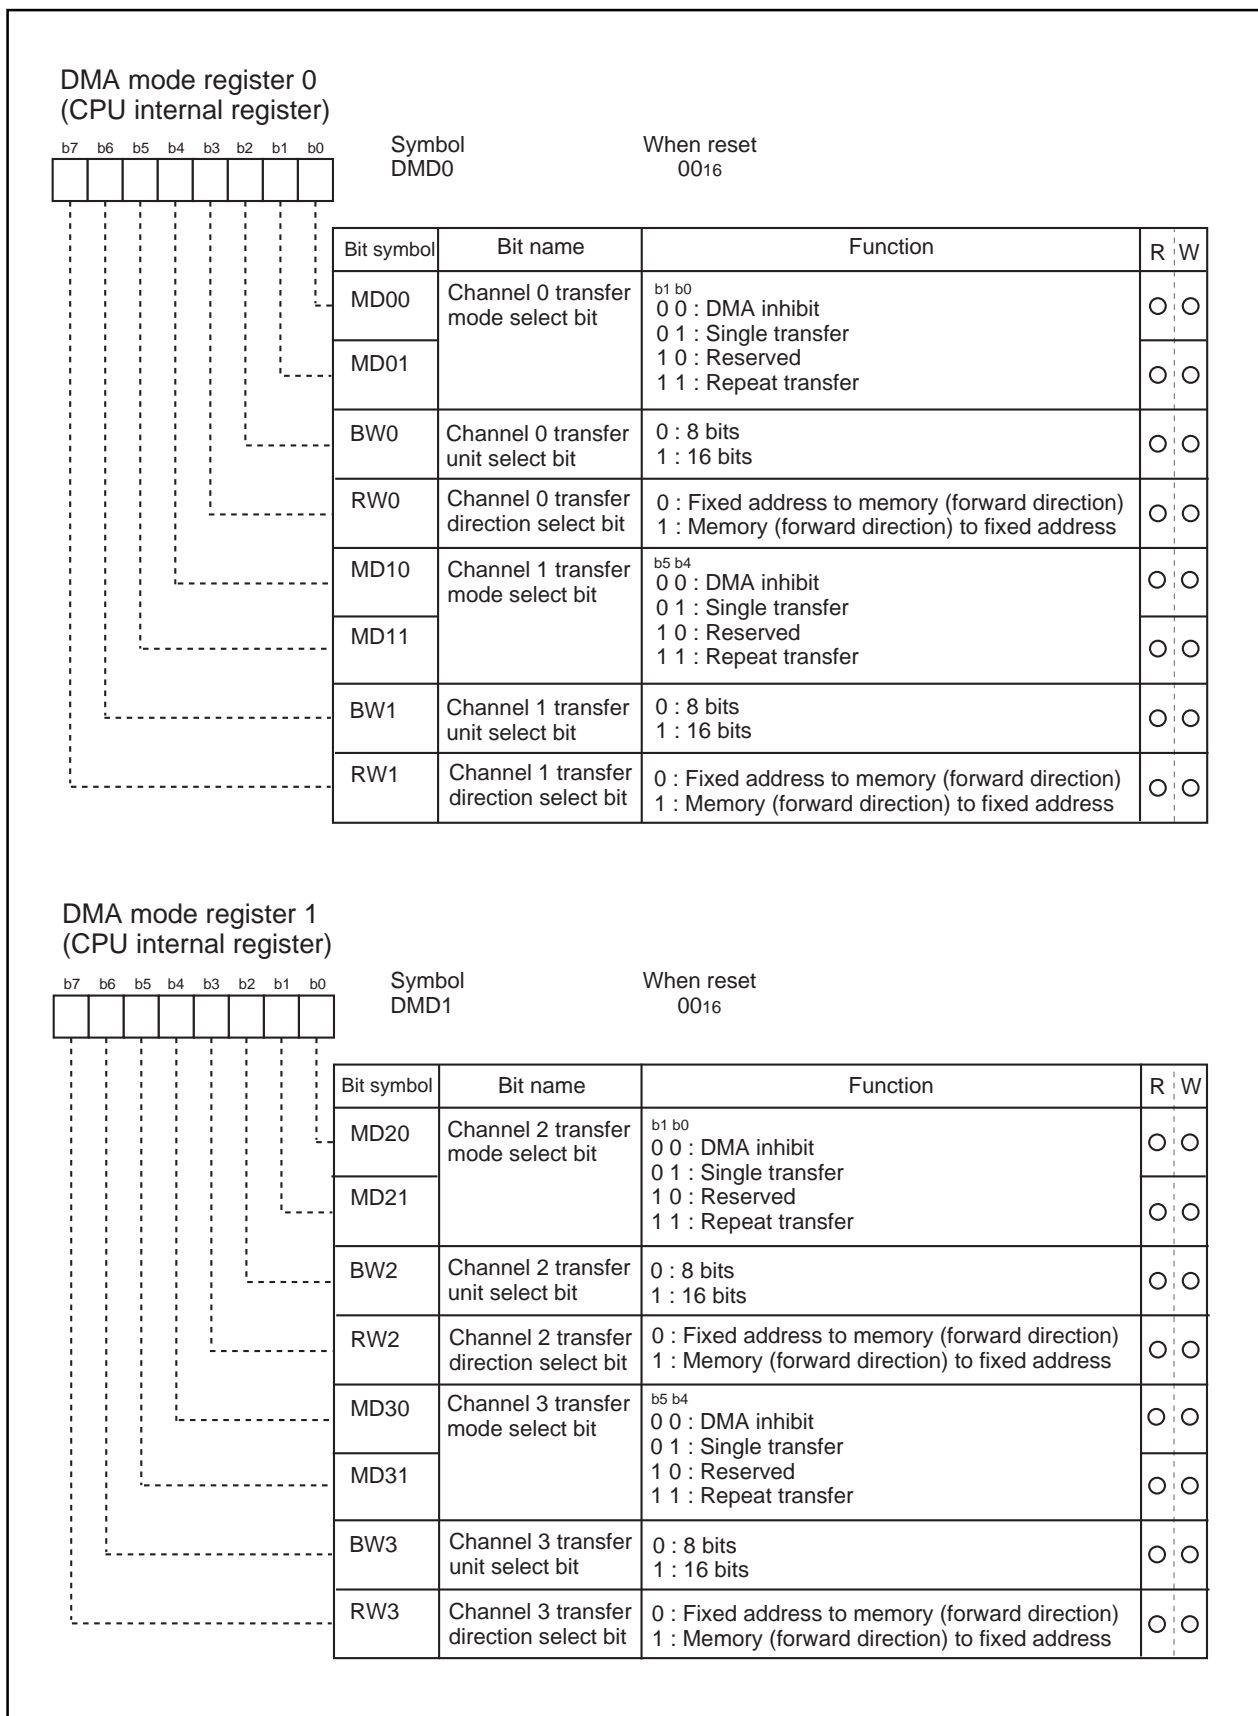 DMA mode register 0
(CPU internal register)
b7 b6 b5 b4 b3 b2 b1 b0
Symbol When reset
DMD0 0016
Bit symbol Bit name Function R W
MD00 Channel 0 transfer mode select bit b1 b0
0 0 : DMA inhibit
0 1 : Single transfer
1 0 : Reserved
1 1 : Repeat transfer
MD01
BW0 Channel 0 transfer 0 : 8 bits
unit select bit 1 : 16 bits
RW0 Channel 0 transfer 0 : Fixed address to memory (forward direction)
direction select bit 1 : Memory (forward direction) to fixed address
MD10 Channel 1 transfer mode select bit b5 b4
0 0 : DMA inhibit
0 1 : Single transfer
1 0 : Reserved
1 1 : Repeat transfer
MD11
BW1 Channel 1 transfer 0 : 8 bits
unit select bit 1 : 16 bits
RW1 Channel 1 transfer 0 : Fixed address to memory (forward direction)
direction select bit 1 : Memory (forward direction) to fixed address
DMA mode register 1
(CPU internal register)
b7 b6 b5 b4 b3 b2 b1 b0
Symbol When reset
DMD1 0016
Bit symbol Bit name Function R W
MD20 Channel 2 transfer mode select bit b1 b0
0 0 : DMA inhibit
0 1 : Single transfer
1 0 : Reserved
1 1 : Repeat transfer
MD21
BW2 Channel 2 transfer 0 : 8 bits
unit select bit 1 : 16 bits
RW2 Channel 2 transfer 0 : Fixed address to memory (forward direction)
direction select bit 1 : Memory (forward direction) to fixed address
MD30 Channel 3 transfer mode select bit b5 b4
0 0 : DMA inhibit
0 1 : Single transfer
1 0 : Reserved
1 1 : Repeat transfer
MD31
BW3 Channel 3 transfer 0 : 8 bits
unit select bit 1 : 16 bits
RW3 Channel 3 transfer 0 : Fixed address to memory (forward direction)
direction select bit 1 : Memory (forward direction) to fixed address